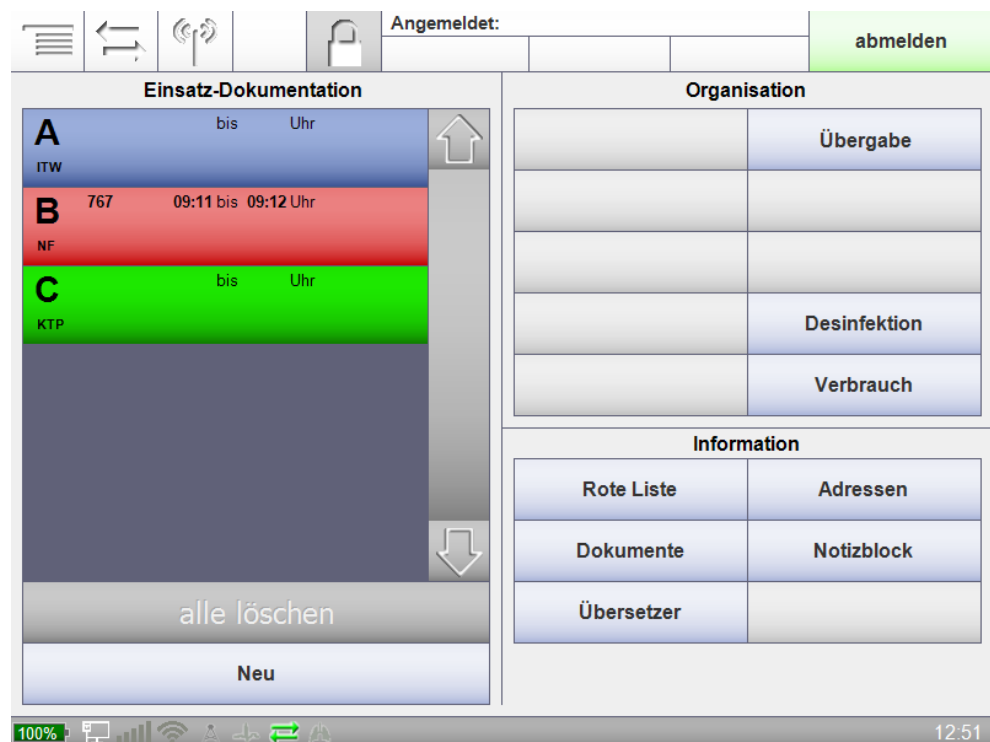 Angemeldet:
abmelden
Einsatz-Dokumentation
A bis Uhr
ITW
B 767 09:11 bis 09:12 Uhr
NF
C bis Uhr
KTP
alle löschen
Neu
Organisation
Übergabe
Desinfektion
Verbrauch
Information
Rote Liste Adressen
Dokumente Notizblock
Übersetzer
100% 12:51